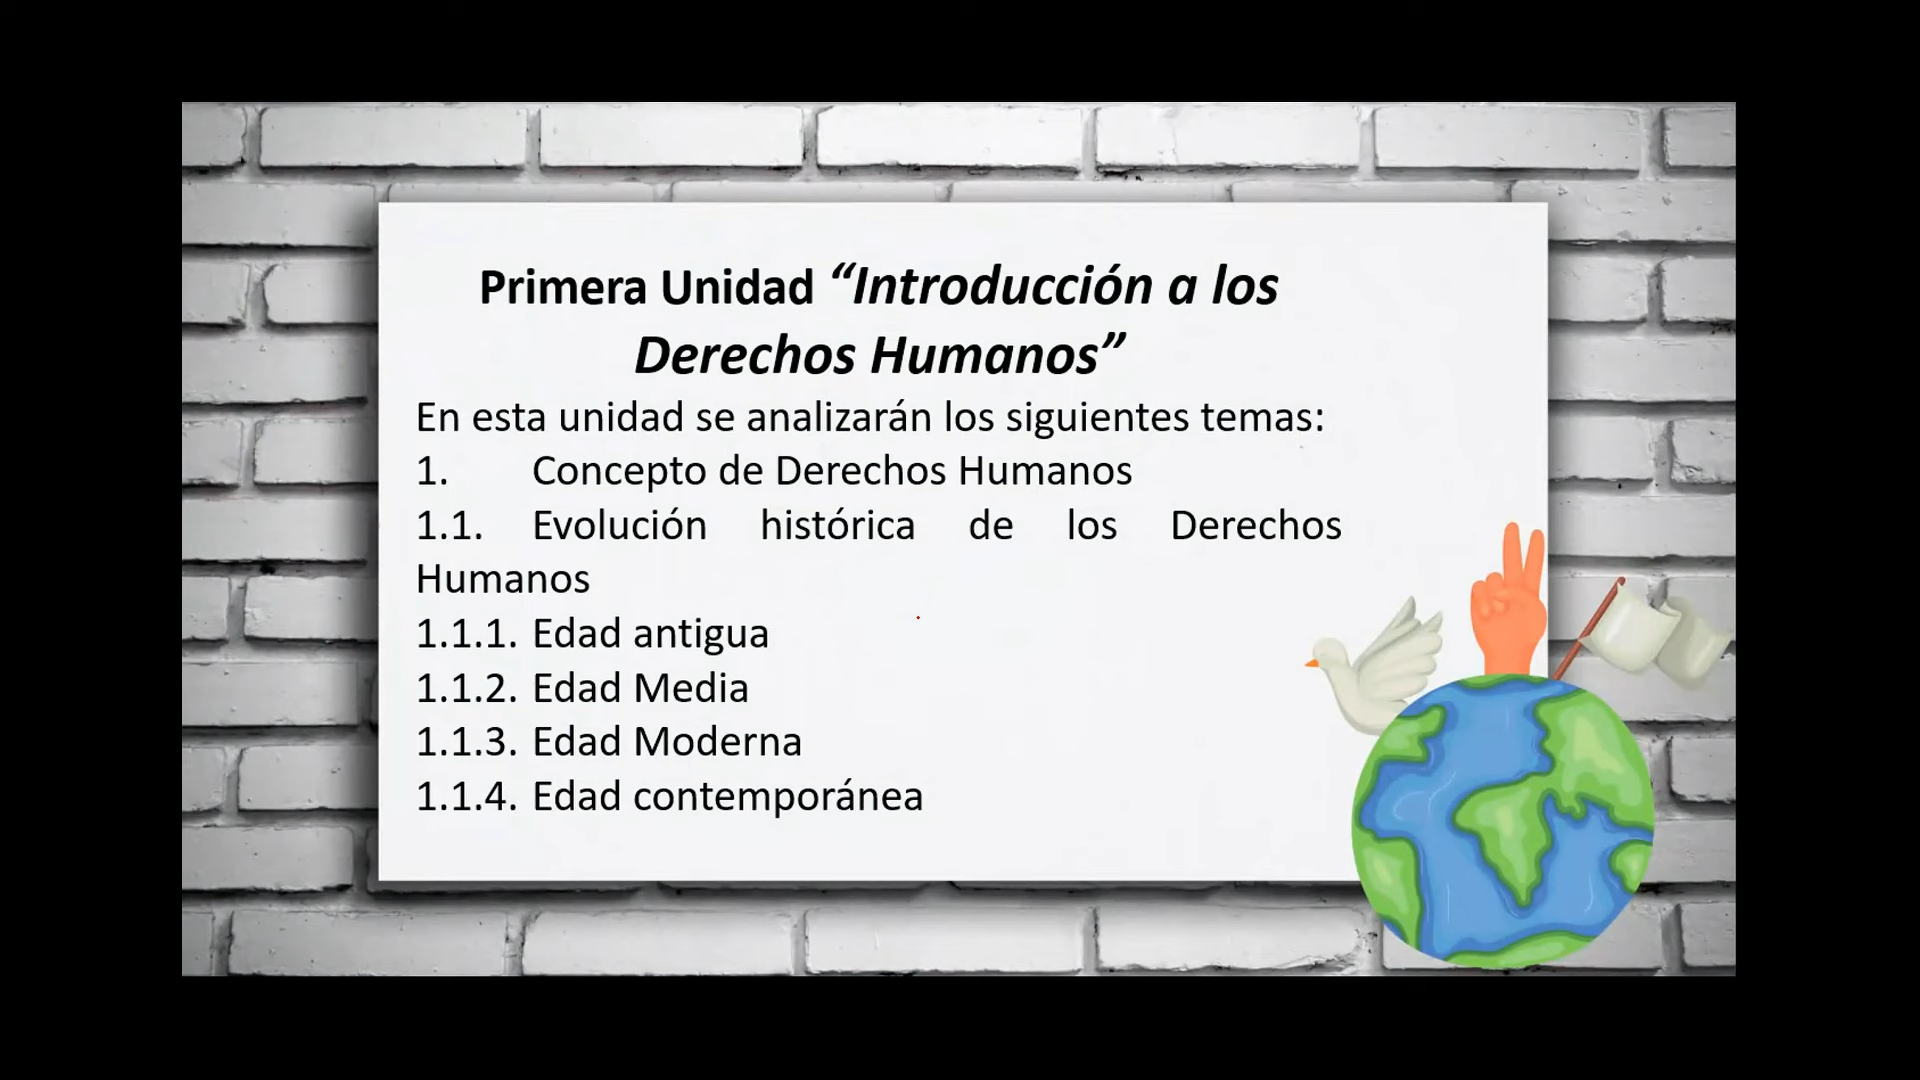 Primera Unidad “Introducción a los
Derechos Humanos”
En esta unidad se analizarán los siguientes temas:
1. Concepto de Derechos Humanos
1.1. Evolución histórica de los Derechos
Humanos
1.1.1. Edad antigua
1.1.2. Edad Media
1.1.3. Edad Moderna
1.1.4. Edad contemporánea